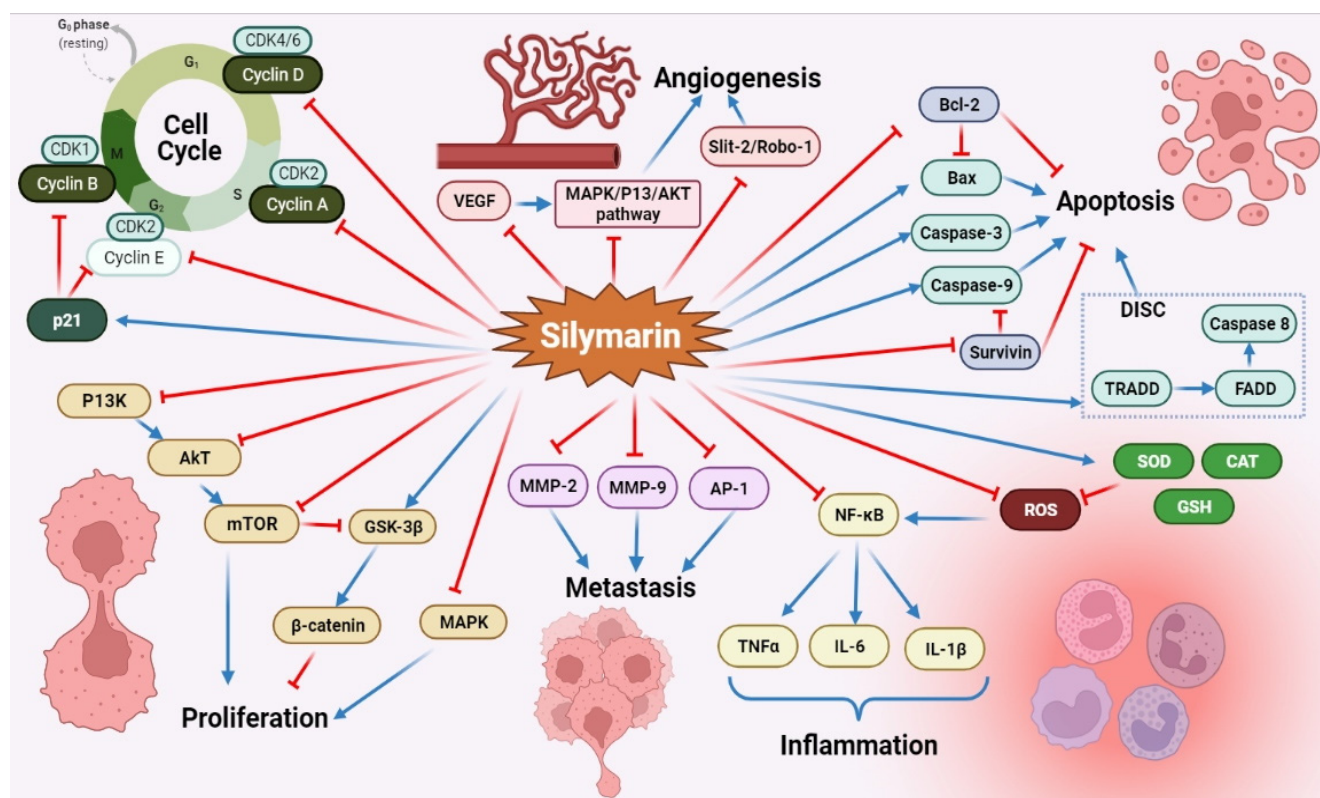 G₀ phase
(resting)
G₁
CDK4/6
Cyclin D
Cell
Cycle
CDK1
Cyclin B
M
CDK2
Cyclin A
S
G₂
CDK2
Cyclin E
p21
Angiogenesis
Slit-2/Robo-1
VEGF
MAPK/P13/AKT
pathway
Bcl-2
Bax
Apoptosis
Caspase-3
Caspase-9
Survivin
DISC
Caspase 8
TRADD
FADD
Silymarin
P13K
AkT
mTOR
GSK-3β
β-catenin
MAPK
Proliferation
MMP-2
MMP-9
AP-1
Metastasis
NF-κB
ROS
SOD
CAT
GSH
TNFα
IL-6
IL-1β
Inflammation